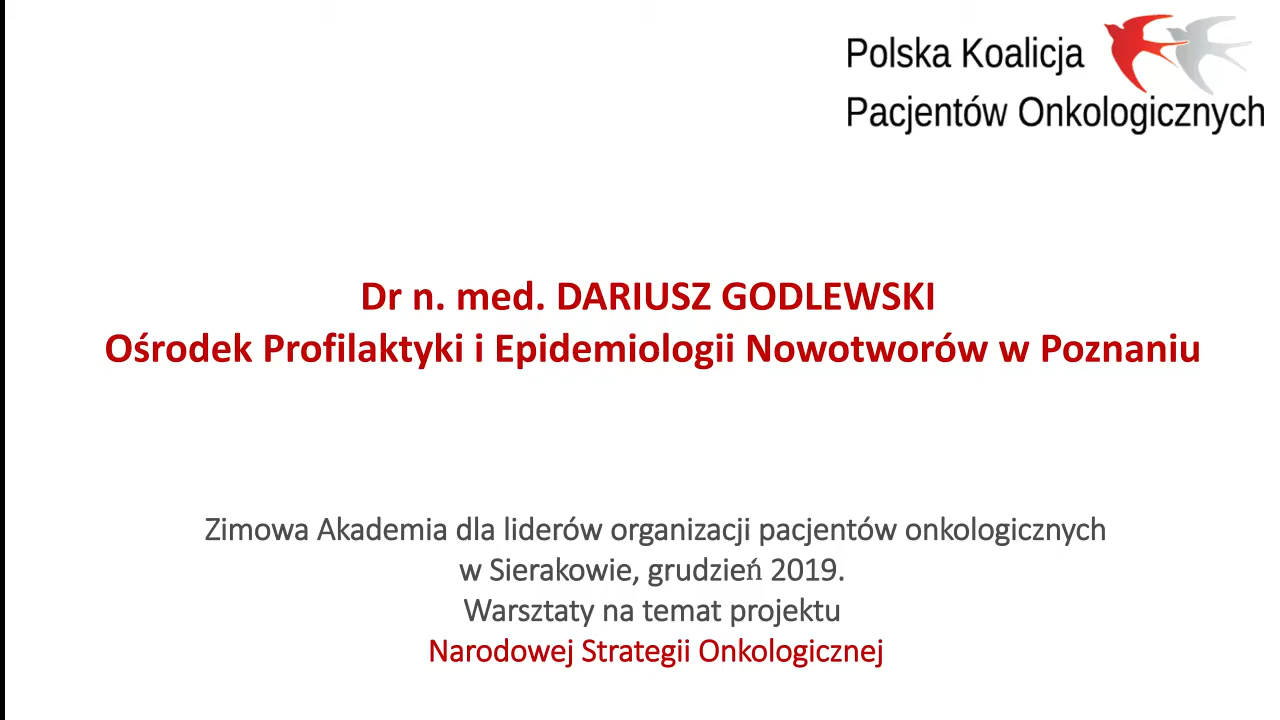 Polska Koalicja
Pacjentów Onkologicznych
Dr n. med. DARIUSZ GODLEWSKI
Ośrodek Profilaktyki i Epidemiologii Nowotworów w Poznaniu
Zimowa Akademia dla liderów organizacji pacjentów onkologicznych
w Sierakowie, grudzień 2019.
Warsztaty na temat projektu
Narodowej Strategii Onkologicznej